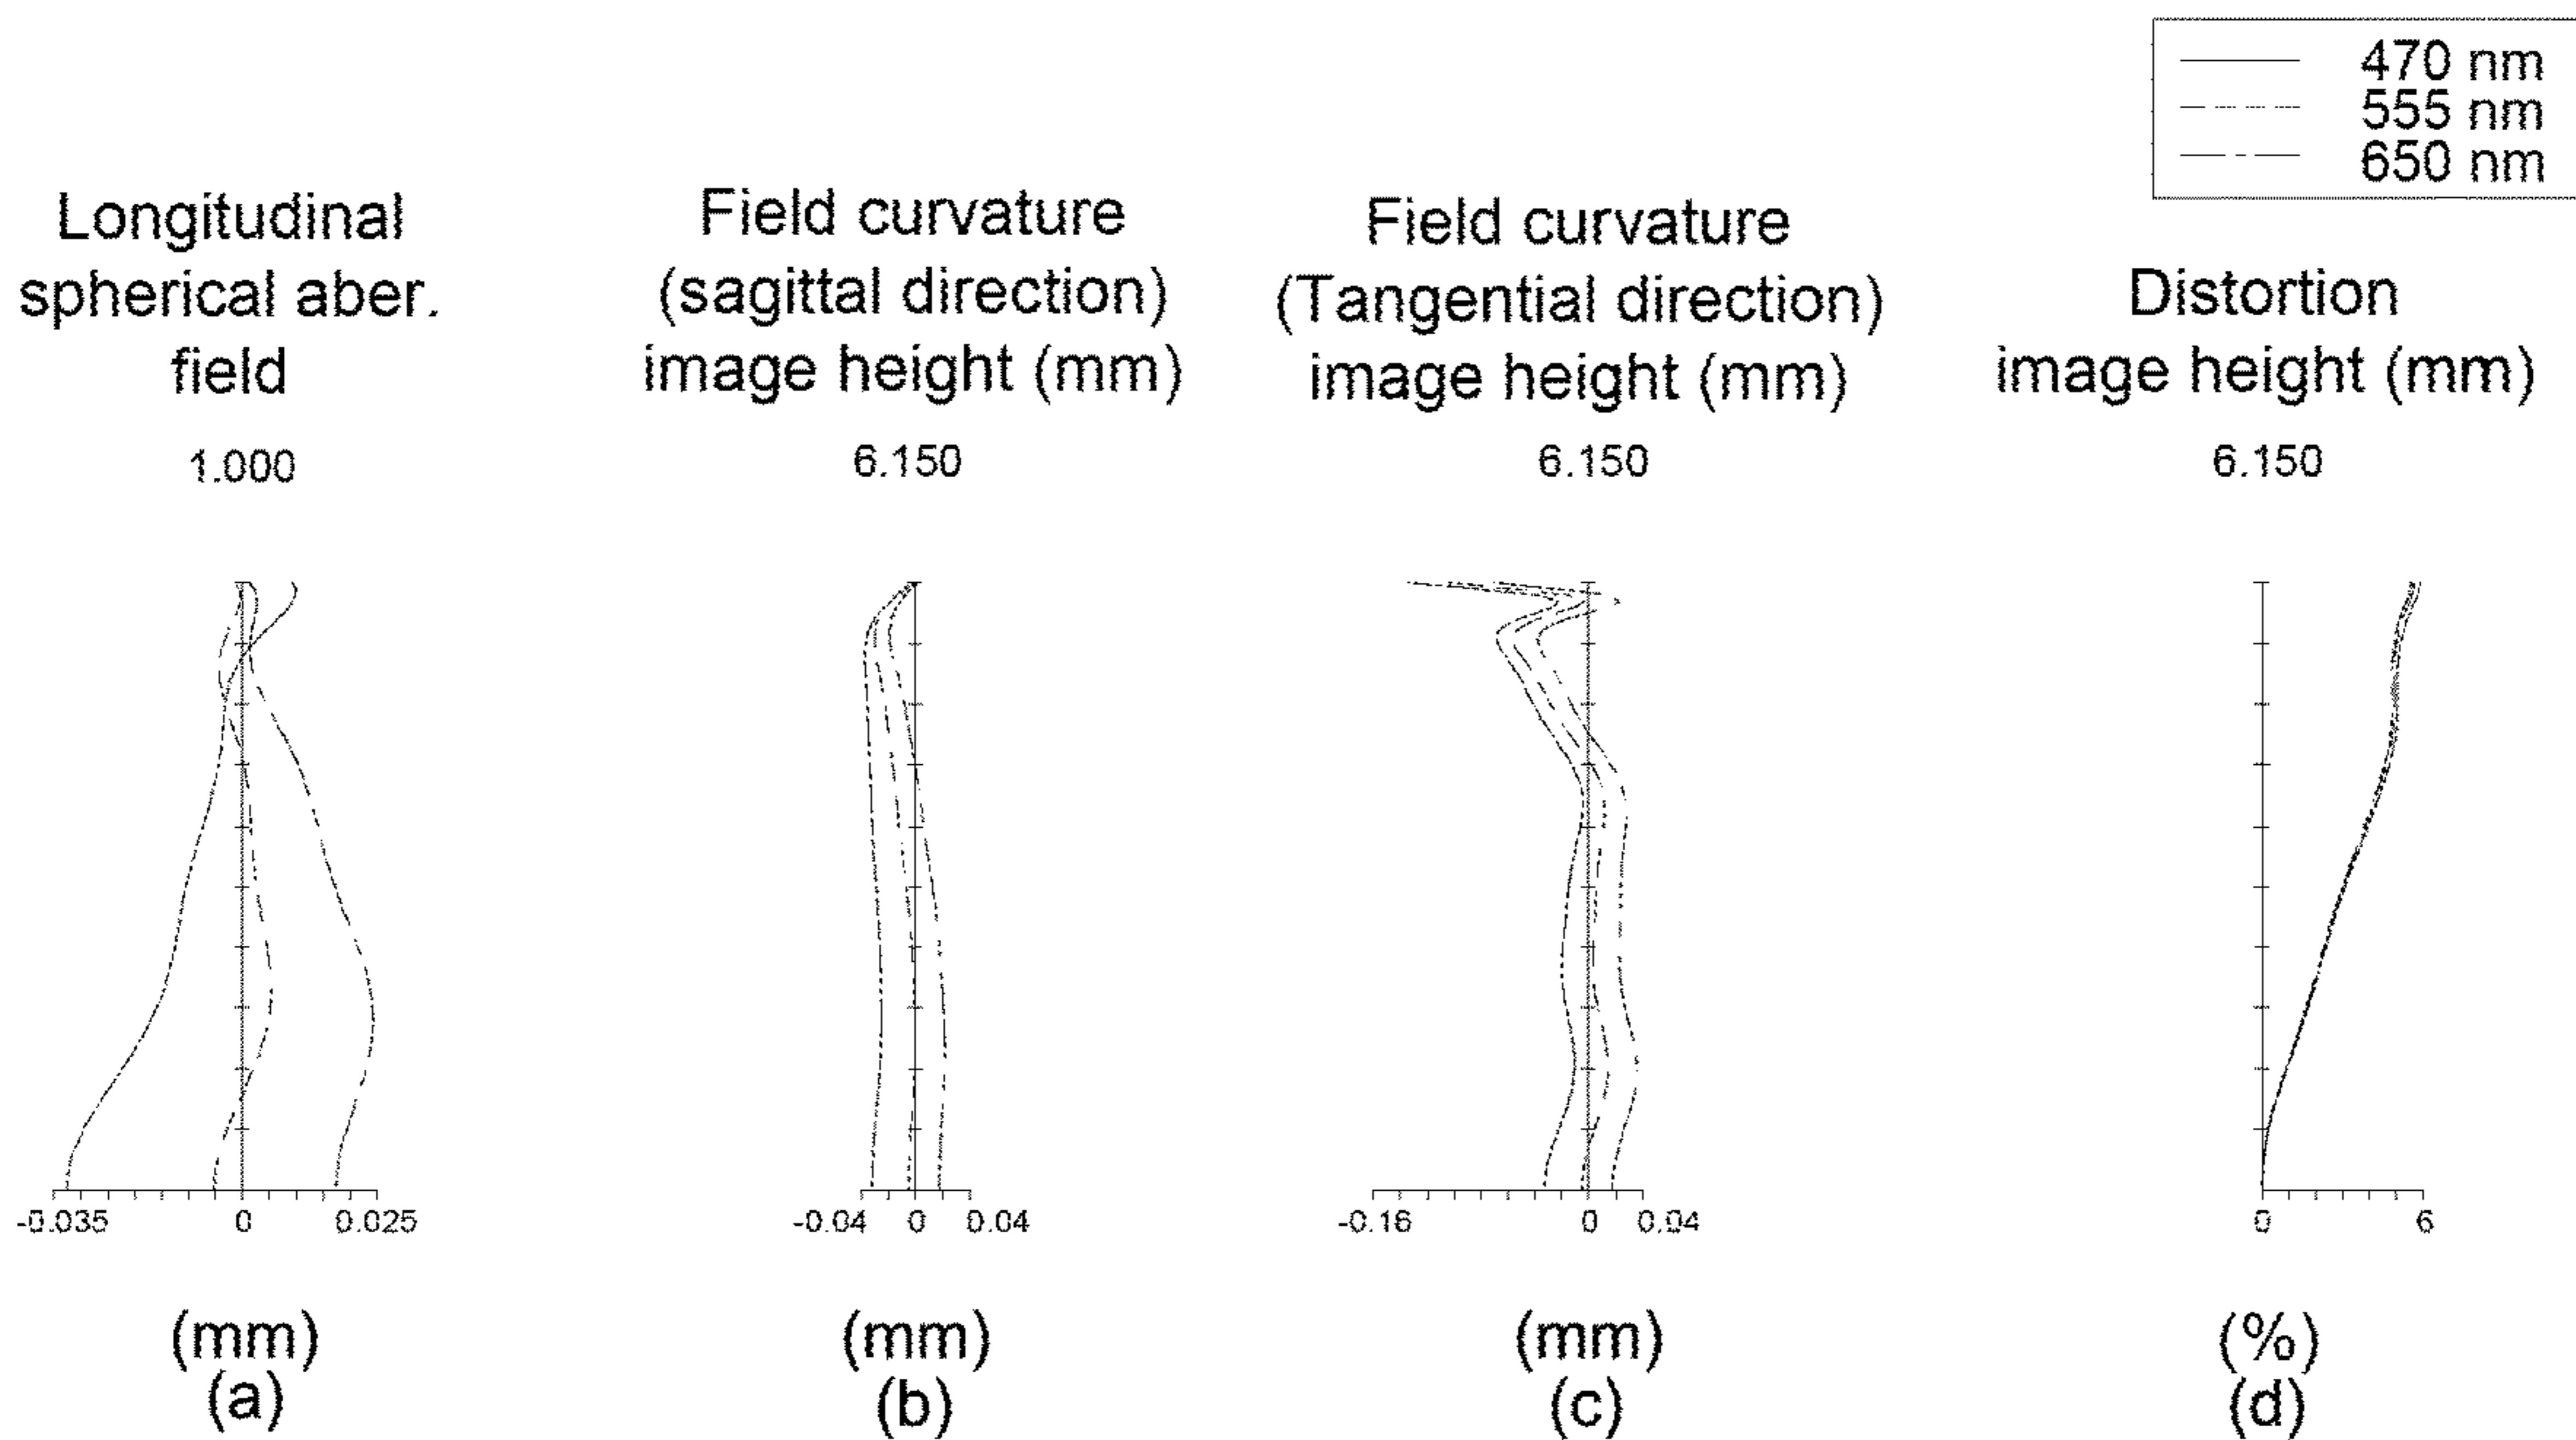 470 nm
555 nm
650 nm
Longitudinal
spherical aber.
field
1.000
-0.035 0 0.025
(mm)
(a)
Field curvature
(sagittal direction)
image height (mm)
6.150
-0.04 0 0.04
(mm)
(b)
Field curvature
(Tangential direction)
image height (mm)
6.150
-0.16 0 0.04
(mm)
(c)
Distortion
image height (mm)
6.150
0 6
(%)
(d)